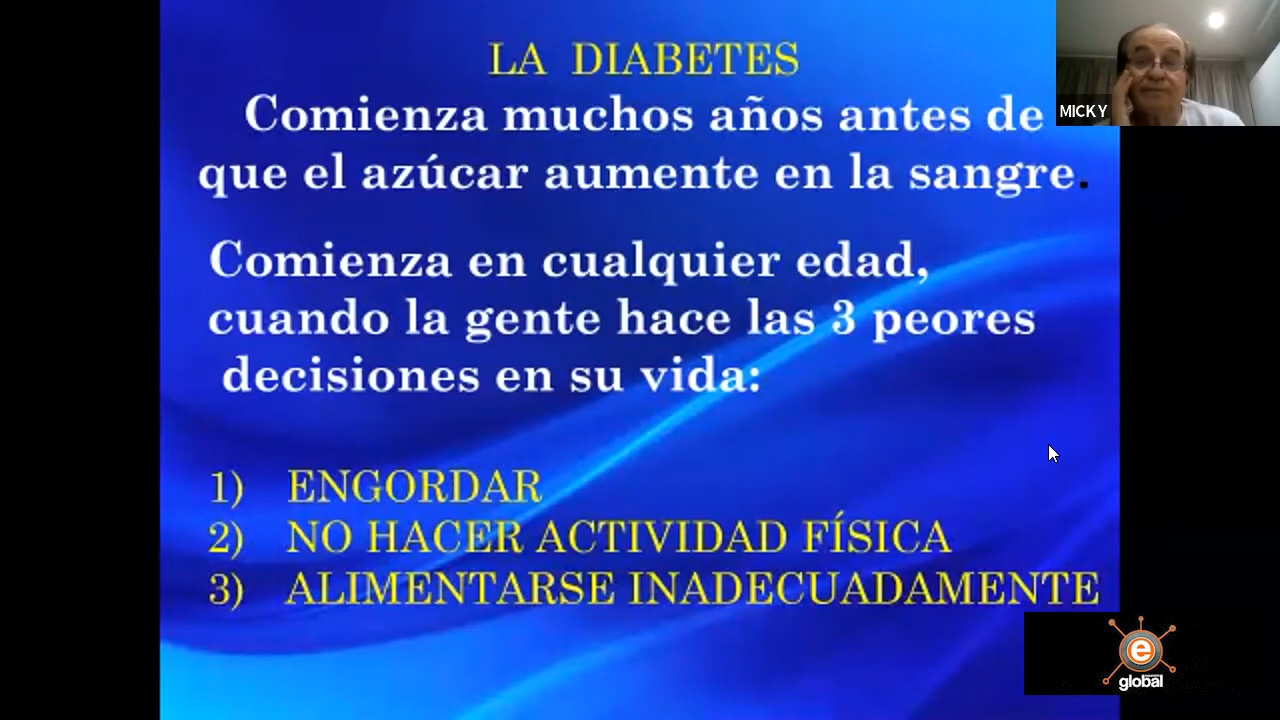 LA DIABETES
Comienza muchos años antes de
que el azúcar aumente en la sangre.
Comienza en cualquier edad,
cuando la gente hace las 3 peores
decisiones en su vida:
1) ENGORDAR
2) NO HACER ACTIVIDAD FÍSICA
3) ALIMENTARSE INADECUADAMENTE
MICKY
e
global